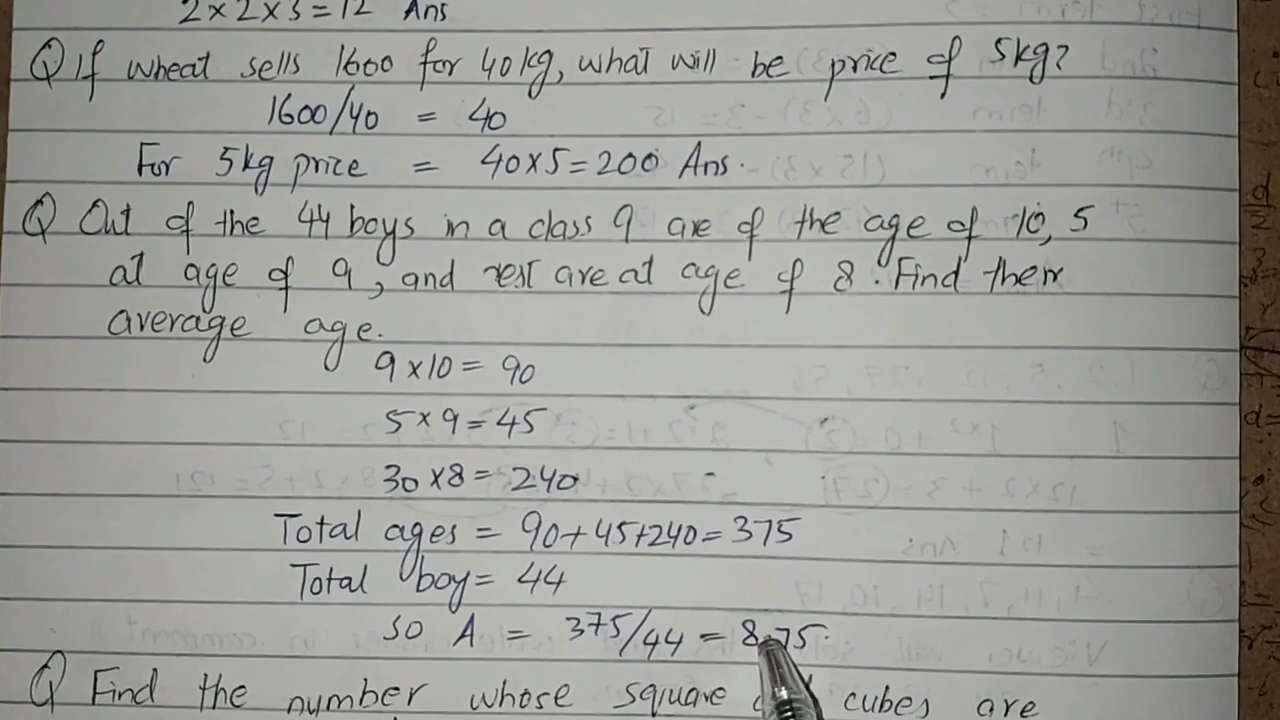 2×2×3=12 Ans
Q If wheat sells 1600 for 40kg, what will be price of 5kg?
1600/40 = 40
For 5kg price = 40×5=200 Ans.
Q Out of the 44 boys in a class 9 are of the age of 10, 5
at age of 9, and rest are at age of 8. Find their
average age.
9×10=90
5×9=45
30×8=240
Total ages = 90+45+240=375
Total boy= 44
so A = 375/44=8.75.
Q Find the number whose square cubes are